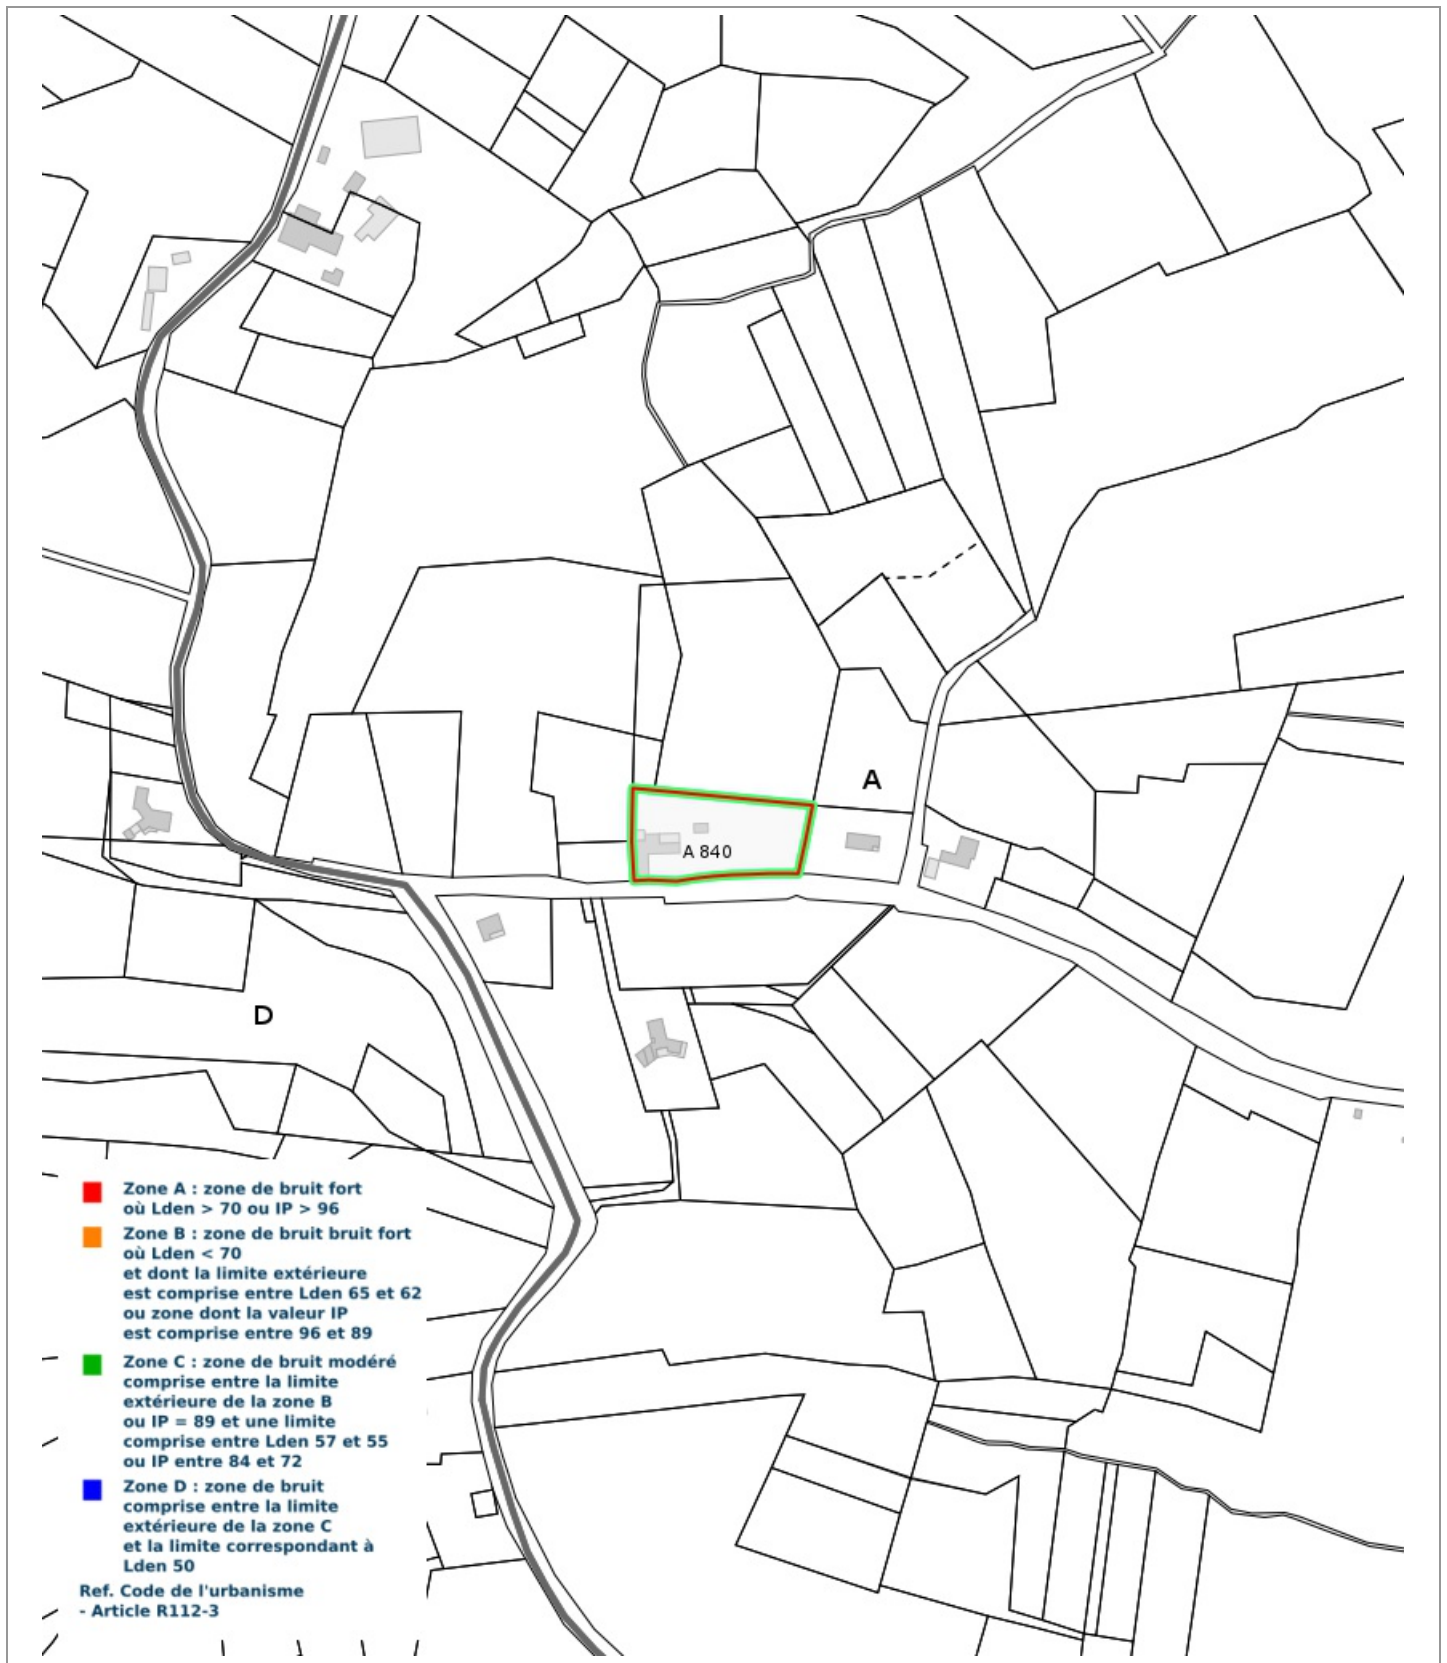 A
A 840
D
Zone A : zone de bruit fort
où Lden > 70 ou IP > 96
Zone B : zone de bruit bruit fort
où Lden < 70
et dont la limite extérieure
est comprise entre Lden 65 et 62
ou zone dont la valeur IP
est comprise entre 96 et 89
Zone C : zone de bruit modéré
comprise entre la limite
extérieure de la zone B
ou IP = 89 et une limite
comprise entre Lden 57 et 55
ou IP entre 84 et 72
Zone D : zone de bruit
comprise entre la limite
extérieure de la zone C
et la limite correspondant à
Lden 50
Ref. Code de l'urbanisme
- Article R112-3